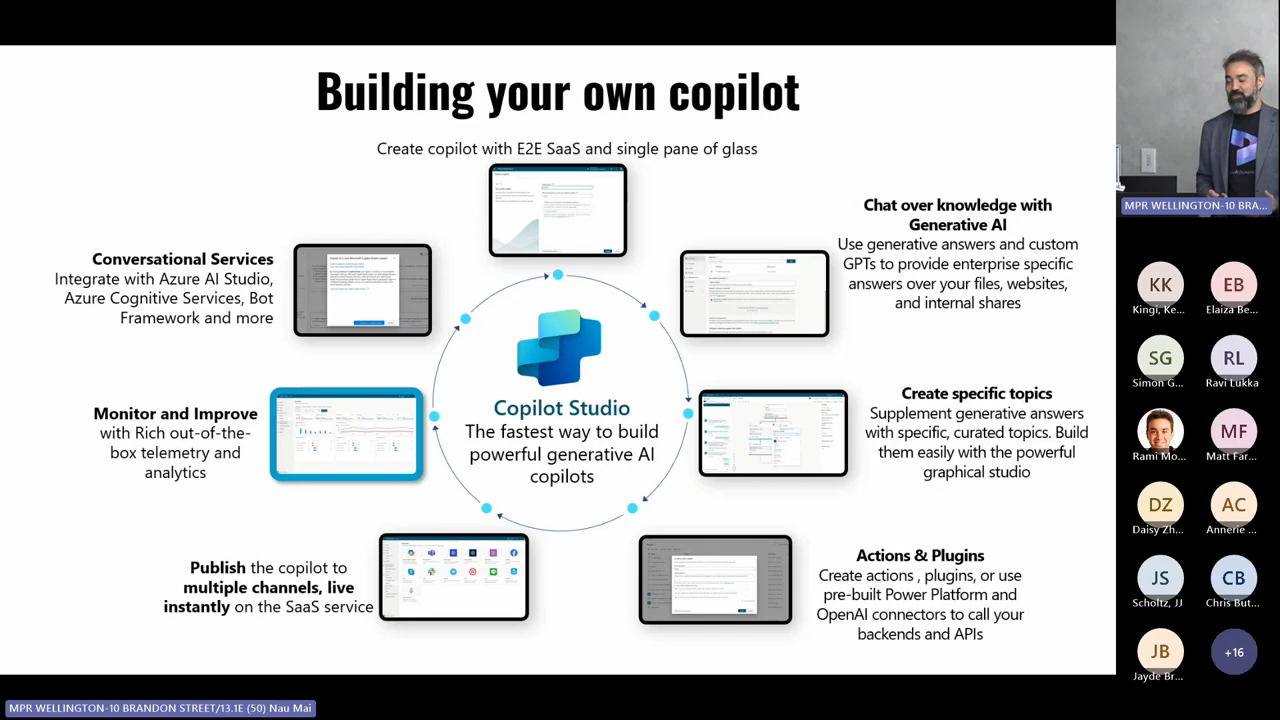 Building your own copilot
Create copilot with E2E SaaS and single pane of glass
Chat over knowledge with
Generative AI
Use generative answers and custom
GPTs to provide enterprise specific
answers over your files, websites,
and internal shares
Create specific topics
Supplement generative answers
with specific, curated topics. Build
them easily with the powerful
graphical studio
Actions & Plugins
Create actions , plugins, or use
pre-built Power Platform and
OpenAI connectors to call your
backends and APIs
Publish the copilot to
multiple channels, live
instantly on the SaaS service
Monitor and Improve
with Rich out-of-the-
box telemetry and
analytics
Conversational Services
Integrate with Azure AI Studio,
Azure Cognitive Services, Bot
Framework and more
Copilot Studio
The fastest way to build
powerful generative AI
copilots
MPR WELLINGTON-10 BRA...
KK
Kingi, Ke...
EB
Elaiza Be...
SG
Simon G...
RL
Ravi Lukka
Rami Mo...
MF
Matt Far...
DZ
Daisy Zh...
AC
Annerie ...
JS
Scholtz, JJ
CB
Chris But...
JB
Jayde Br...
+16
MPR WELLINGTON-10 BRANDON STREET/13.1E (50) Nau Mai